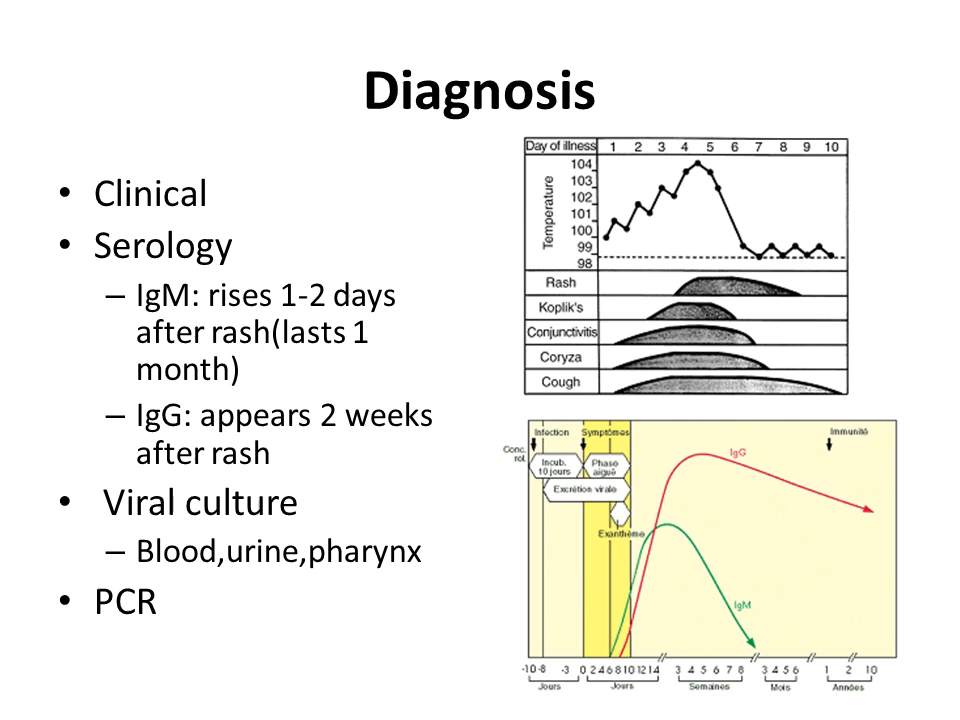 Diagnosis
• Clinical
• Serology
– IgM: rises 1-2 days
after rash(lasts 1
month)
– IgG: appears 2 weeks
after rash
• Viral culture
– Blood,urine,pharynx
• PCR
Day of illness 1 2 3 4 5 6 7 8 9 10
Temperature
104
103
102
101
100
99
98
Rash
Koplik's
Conjunctivitis
Coryza
Cough
Infection Symptômes Immunité
Conc.
rel.
IgG
Incub.
10 jours
Phase
aiguë
Excrétion virale
Exanthème
IgM
-10 -8 -3 0 2 4 6 8 10 12 14 3 4 5 6 7 8 3 4 5 6 1 2 10
Jours Jours Semaines Mois Années